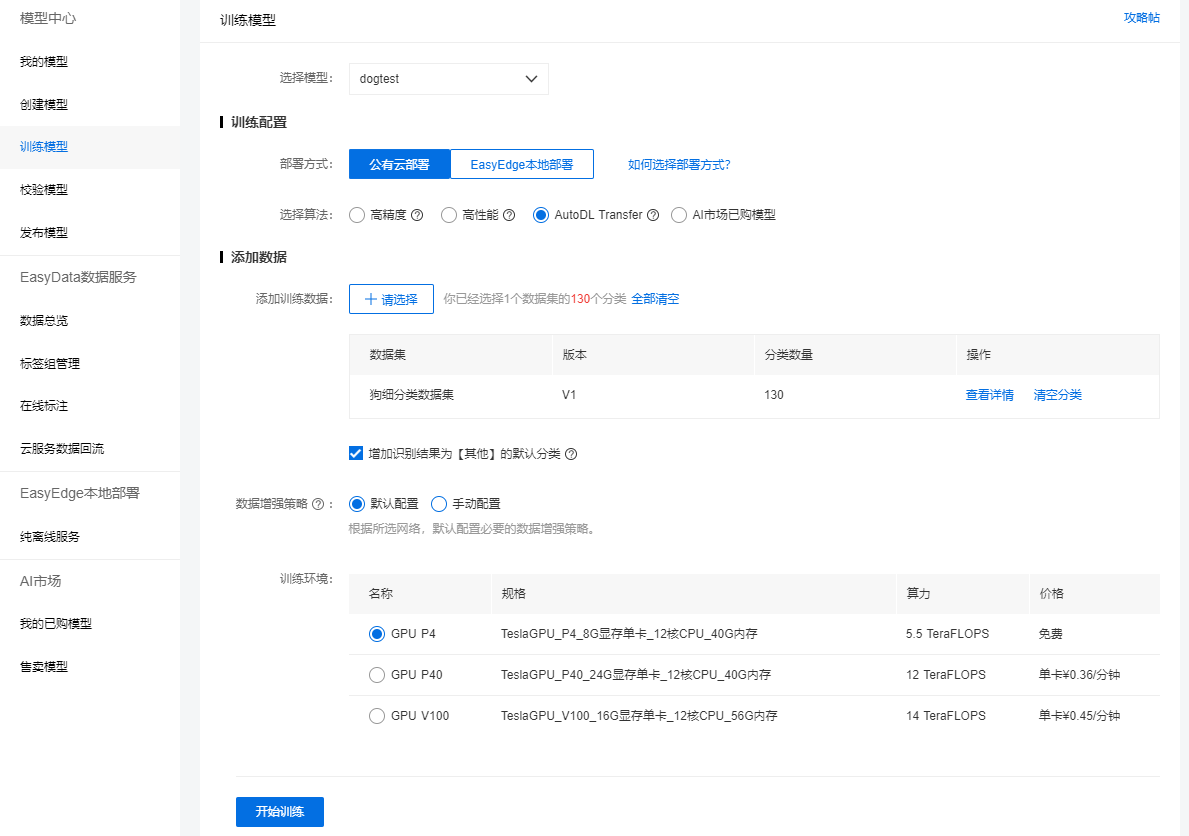 模型中心
我的模型
创建模型
训练模型
校验模型
发布模型
EasyData数据服务
数据总览
标签组管理
在线标注
云服务数据回流
EasyEdge本地部署
纯离线服务
AI市场
我的已购模型
售卖模型
训练模型 攻略帖
选择模型： dogtest
训练配置
部署方式： 公有云部署 EasyEdge本地部署 如何选择部署方式？
选择算法： 高精度 ? 高性能 ? AutoDL Transfer ? AI市场已购模型
添加数据
添加训练数据： + 请选择 你已经选择1个数据集的130个分类 全部清空
数据集 版本 分类数量 操作
狗细分类数据集 V1 130 查看详情 清空分类
增加识别结果为【其他】的默认分类 ?
数据增强策略 ? ： 默认配置 手动配置
根据所选网络，默认配置必要的数据增强策略。
训练环境：
名称 规格 算力 价格
GPU P4 TeslaGPU_P4_8G显存单卡_12核CPU_40G内存 5.5 TeraFLOPS 免费
GPU P40 TeslaGPU_P40_24G显存单卡_12核CPU_40G内存 12 TeraFLOPS 单卡¥0.36/分钟
GPU V100 TeslaGPU_V100_16G显存单卡_12核CPU_56G内存 14 TeraFLOPS 单卡¥0.45/分钟
开始训练